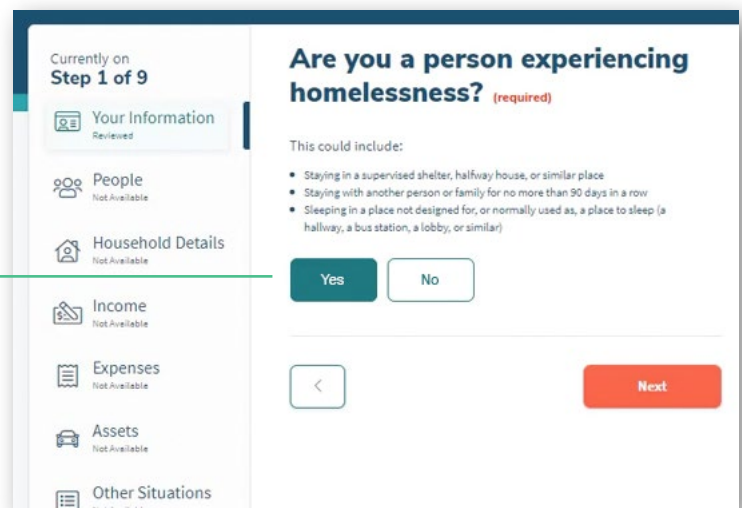 Currently on
Step 1 of 9
Your Information
Reviewed
People
Not Available
Household Details
Not Available
Income
Not Available
Expenses
Not Available
Assets
Not Available
Other Situations
Are you a person experiencing
homelessness? (required)
This could include:
• Staying in a supervised shelter, halfway house, or similar place
• Staying with another person or family for no more than 90 days in a row
• Sleeping in a place not designed for, or normally used as, a place to sleep (a
hallway, a bus station, a lobby, or similar)
Yes
No
Next